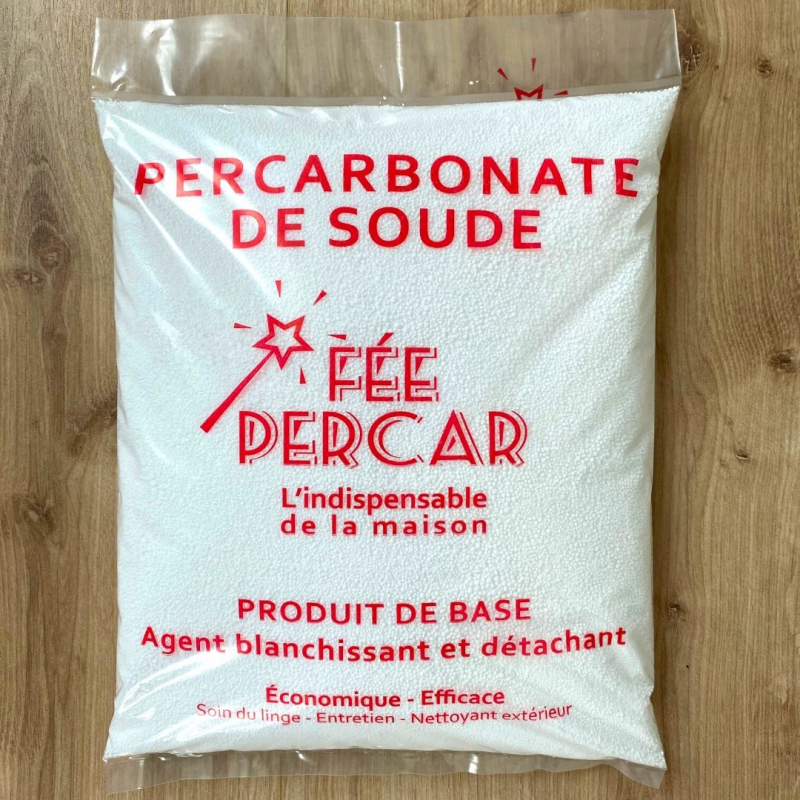 PERCARBONATE
DE SOUDE
FÉE
PERCAR
L'indispensable
de la maison
PRODUIT DE BASE
Agent blanchissant et détachant
Économique - Efficace
Soin du linge - Entretien - Nettoyant extérieur